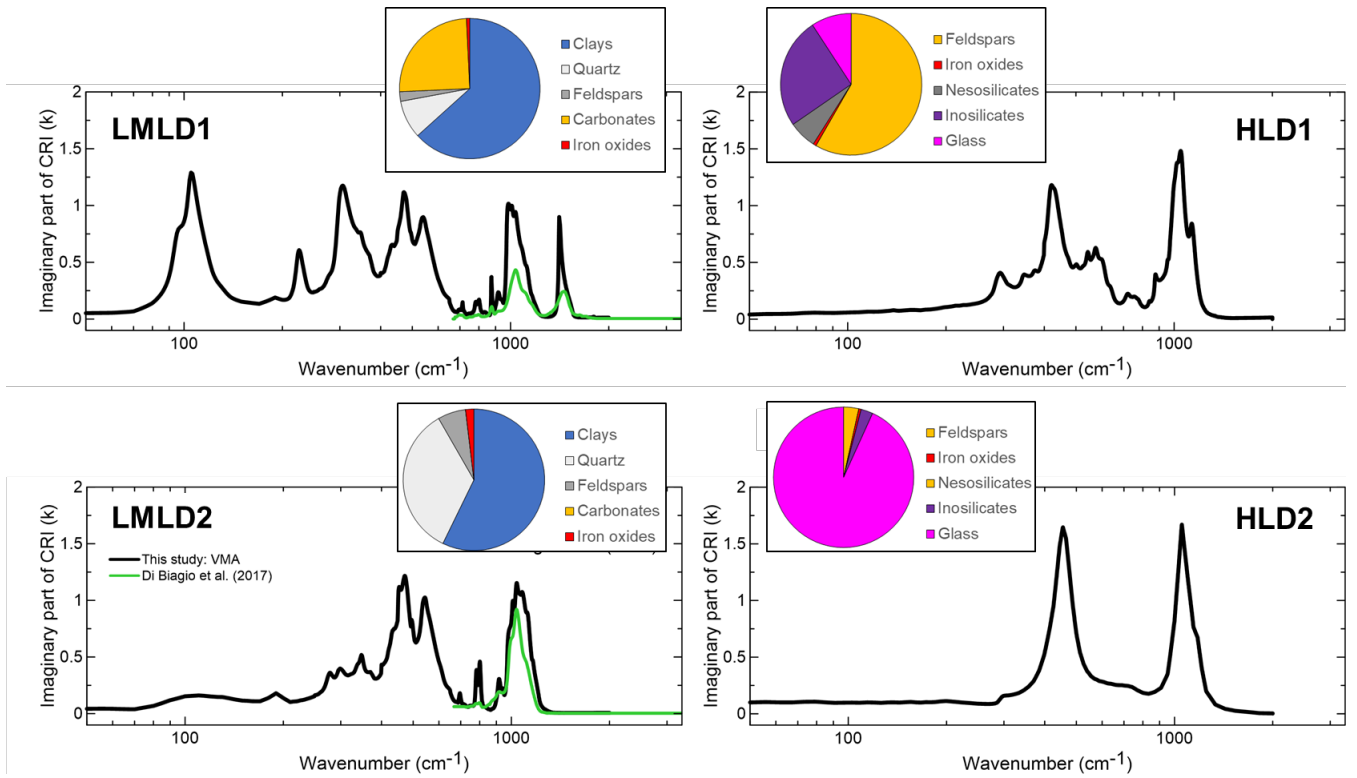 Clays
Quartz
Feldspars
Carbonates
Iron oxides
Feldspars
Iron oxides
Nesosilicates
Inosilicates
Glass
LMLD1
HLD1
Imaginary part of CRI (k)
2
1.5
1
0.5
0
100
1000
Wavenumber (cm⁻¹)
Imaginary part of CRI (k)
2
1.5
1
0.5
0
100
1000
Wavenumber (cm⁻¹)
Clays
Quartz
Feldspars
Carbonates
Iron oxides
Feldspars
Iron oxides
Nesosilicates
Inosilicates
Glass
LMLD2
HLD2
This study: VMA
Di Biagio et al. (2017)
Imaginary part of CRI (k)
2
1.5
1
0.5
0
100
1000
Wavenumber (cm⁻¹)
Imaginary part of CRI (k)
2
1.5
1
0.5
0
100
1000
Wavenumber (cm⁻¹)